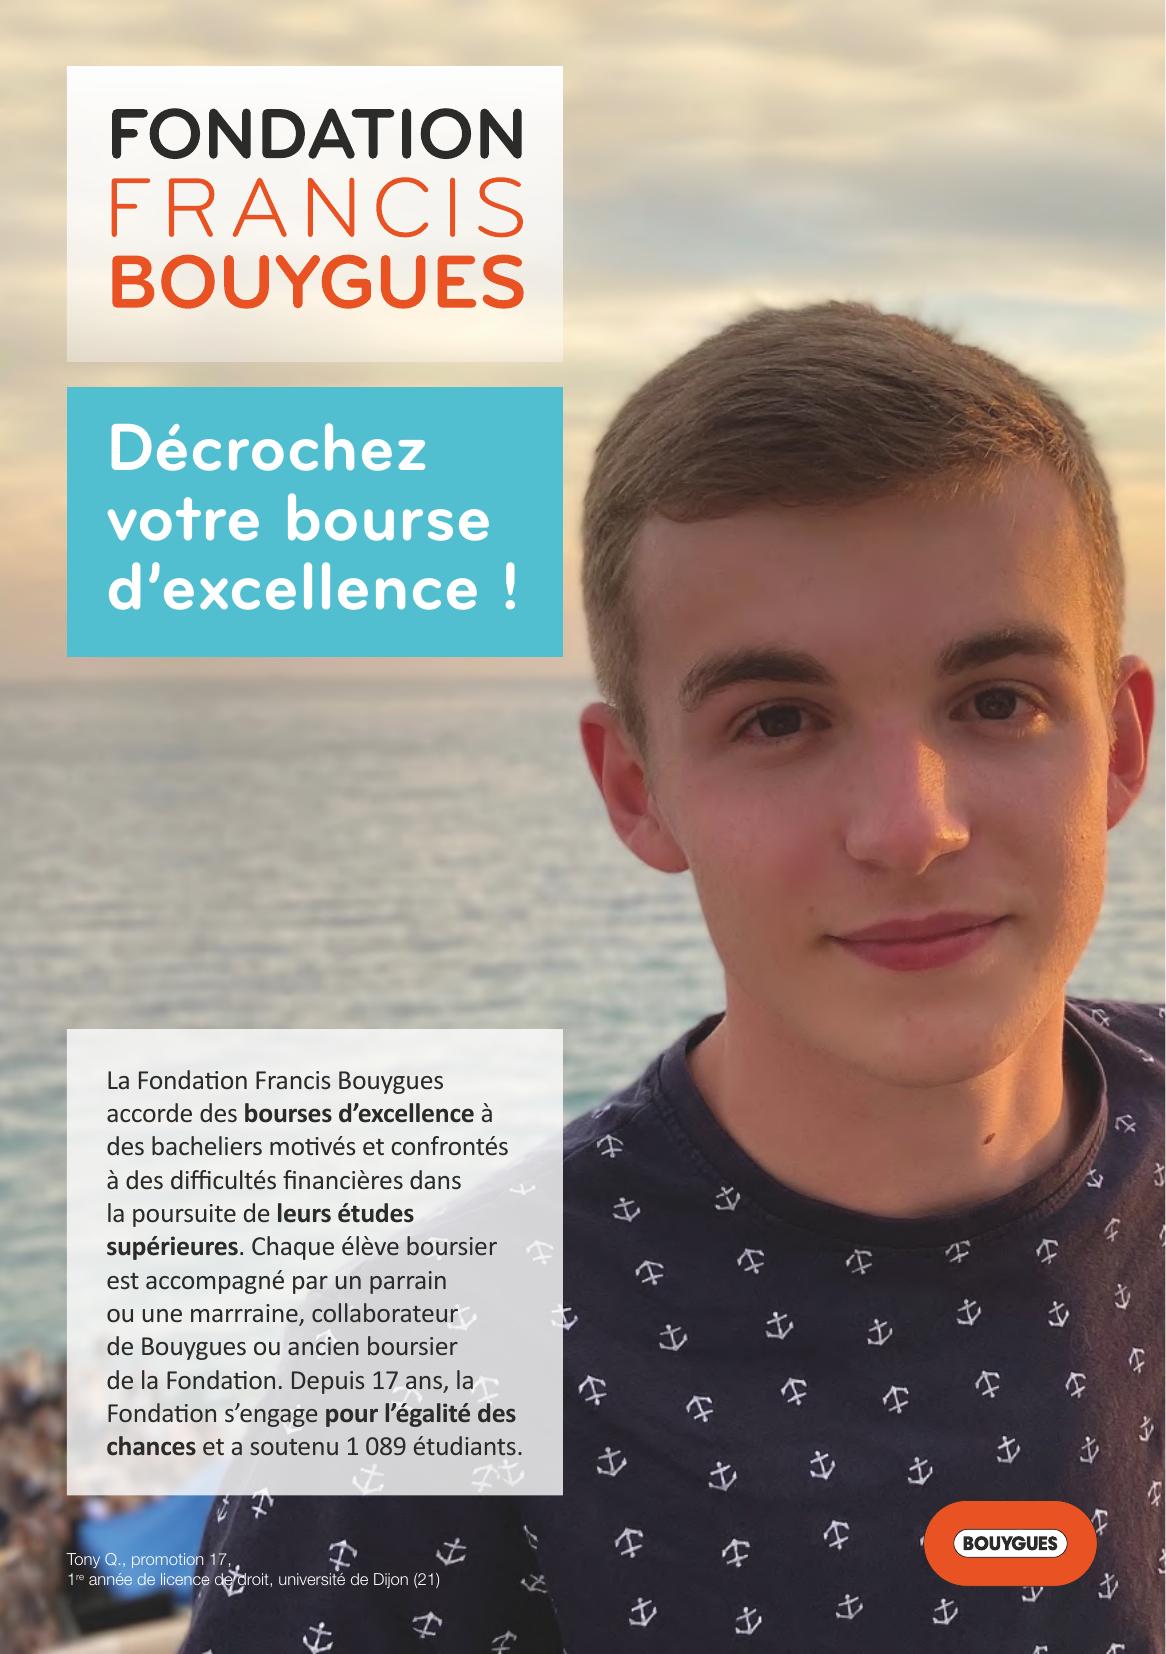 FONDATION
FRANCIS
BOUYGUES
Décrochez
votre bourse
d’excellence !
La Fondation Francis Bouygues
accorde des bourses d’excellence à
des bacheliers motivés et confrontés
à des difficultés financières dans
la poursuite de leurs études
supérieures. Chaque élève boursier
est accompagné par un parrain
ou une marrraine, collaborateur
de Bouygues ou ancien boursier
de la Fondation. Depuis 17 ans, la
Fondation s’engage pour l’égalité des
chances et a soutenu 1 089 étudiants.
Tony Q., promotion 17,
1re année de licence de droit, université de Dijon (21)
BOUYGUES